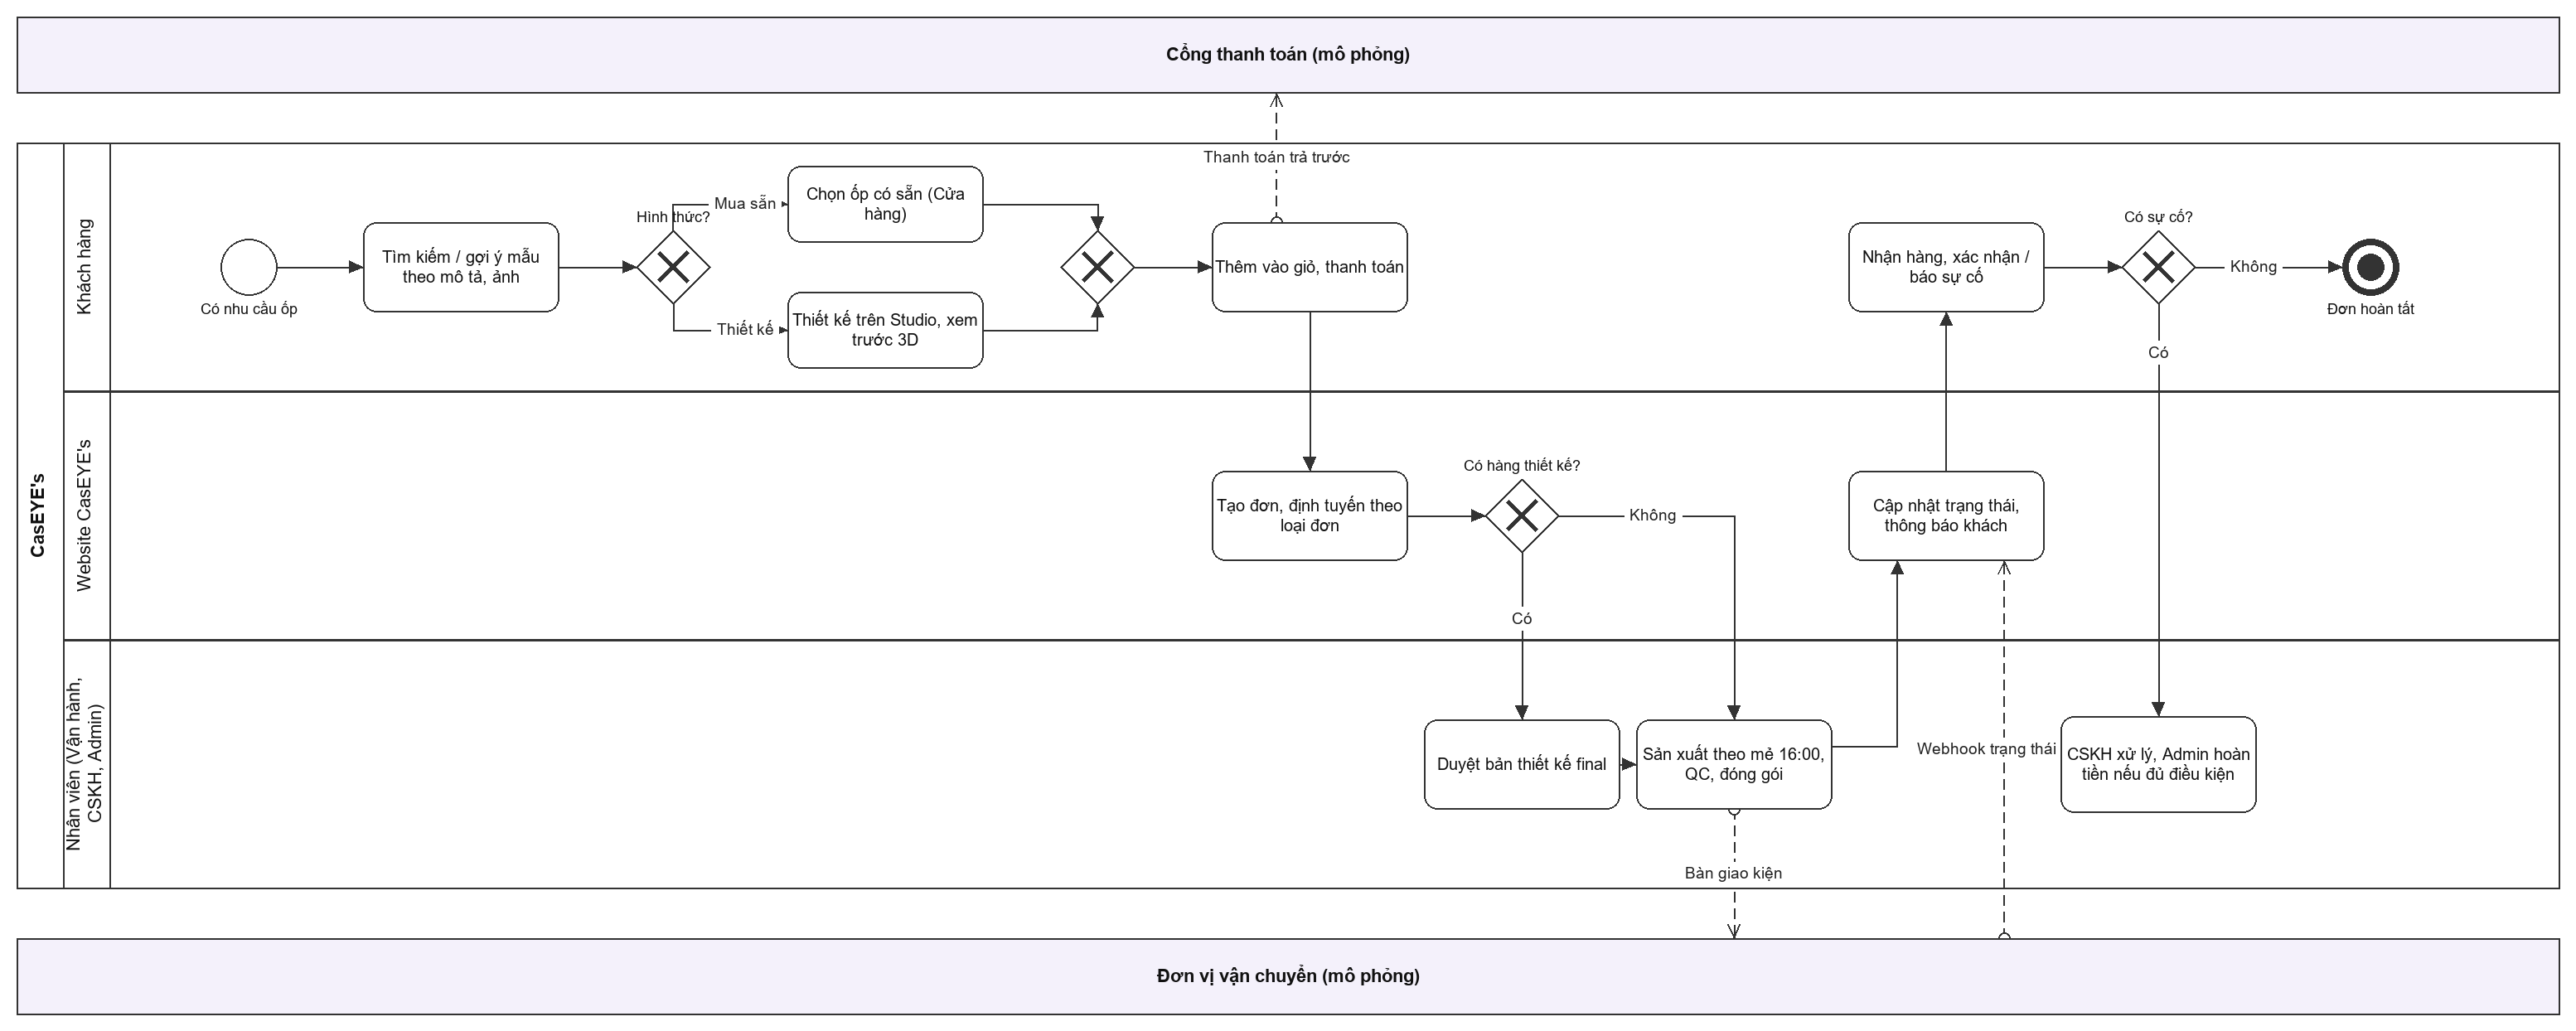 Cổng thanh toán (mô phỏng)
CasEYE's
Khách hàng
Có nhu cầu ốp
Tìm kiếm / gợi ý mẫu
theo mô tả, ảnh
Hình thức?
Mua sẵn
Thiết kế
Chọn ốp có sẵn (Cửa
hàng)
Thiết kế trên Studio, xem
trước 3D
Thanh toán trả trước
Thêm vào giỏ, thanh toán
Nhận hàng, xác nhận /
báo sự cố
Có sự cố?
Không
Có
Đơn hoàn tất
Website CasEYE's
Tạo đơn, định tuyến theo
loại đơn
Có hàng thiết kế?
Không
Có
Cập nhật trạng thái,
thông báo khách
Nhân viên (Vận hành,
CSKH, Admin)
Duyệt bản thiết kế final
Sản xuất theo mẻ 16:00,
QC, đóng gói
Webhook trạng thái
CSKH xử lý, Admin hoàn
tiền nếu đủ điều kiện
Bàn giao kiện
Đơn vị vận chuyển (mô phỏng)